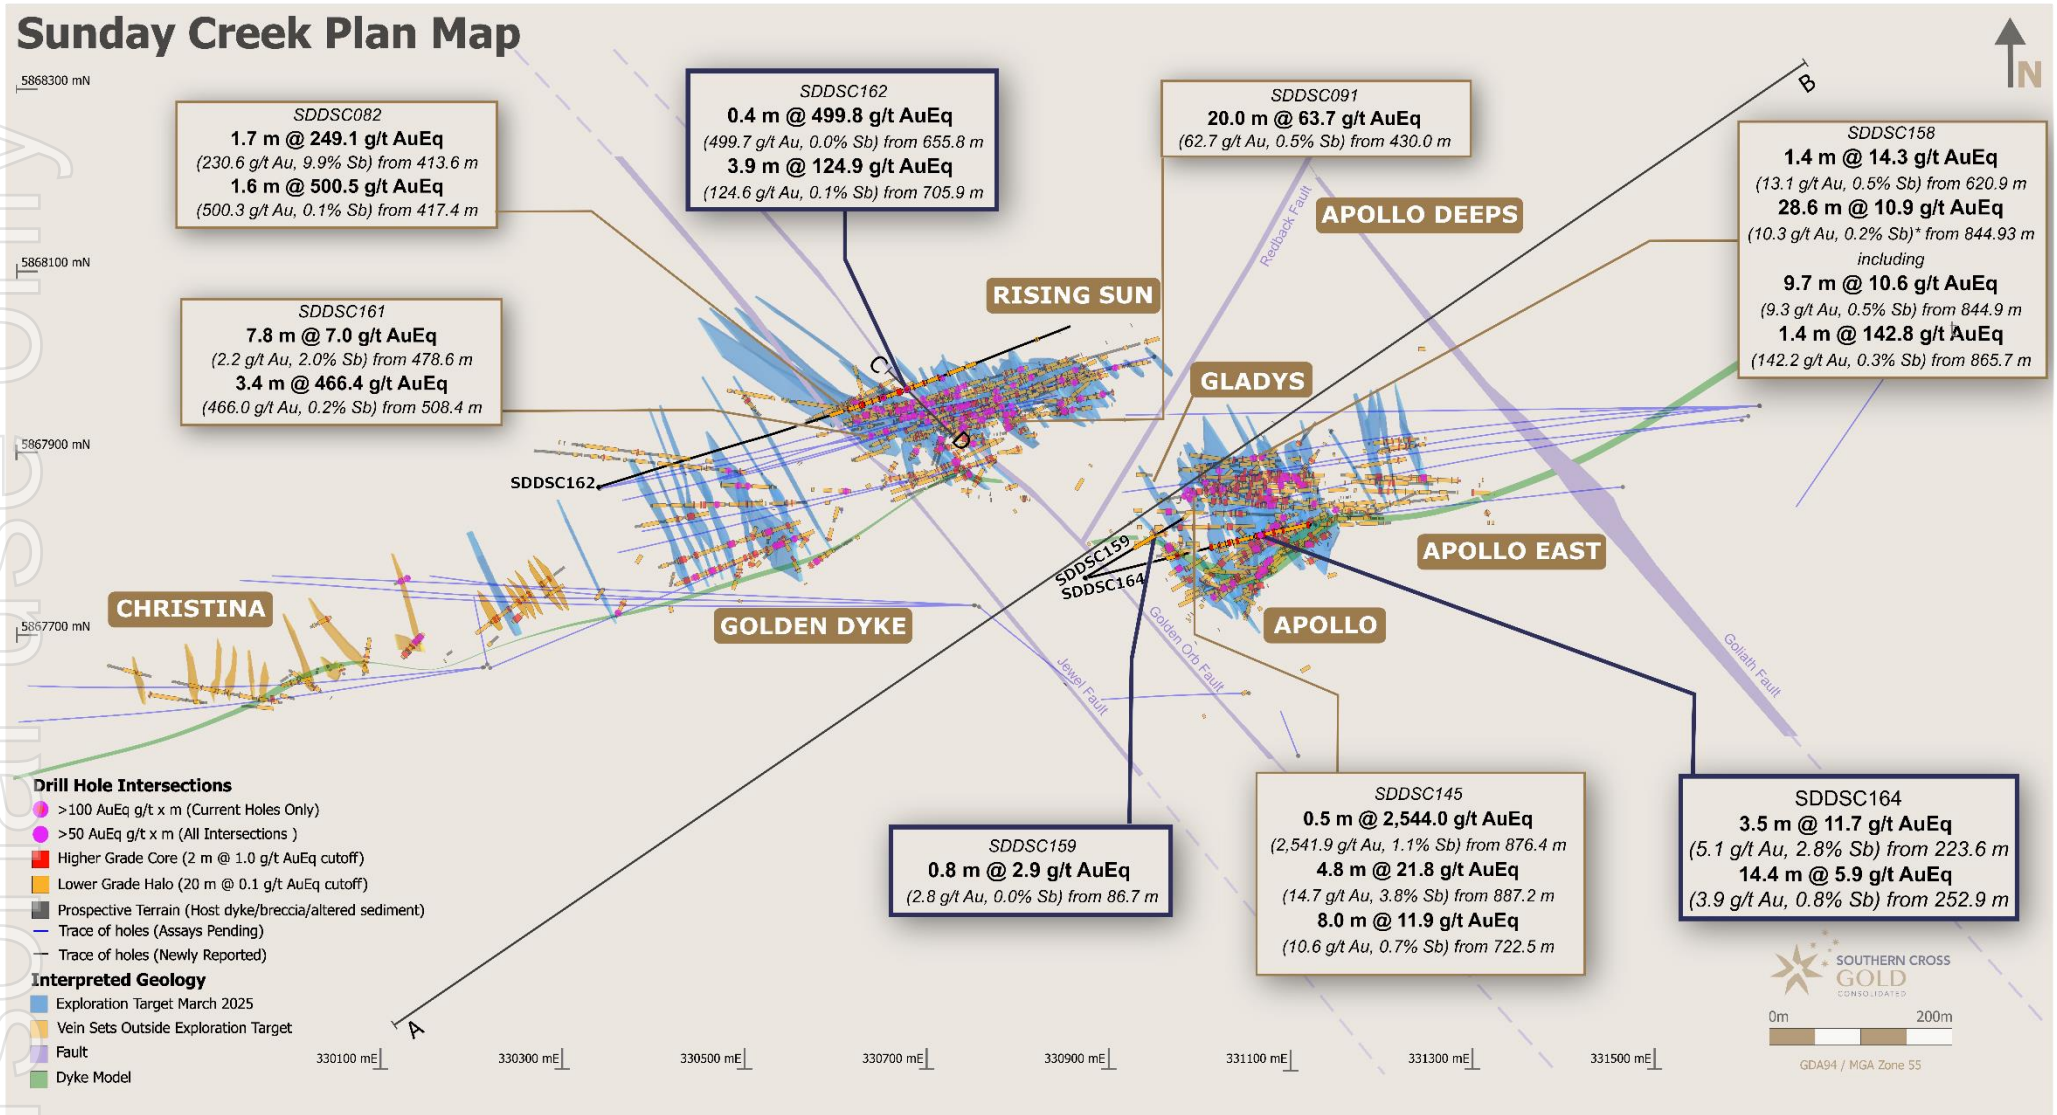 Sunday Creek Plan Map
N
5868300 mN
5868100 mN
5867900 mN
5867700 mN
SDDSC082
1.7 m @ 249.1 g/t AuEq
(230.6 g/t Au, 9.9% Sb) from 413.6 m
1.6 m @ 500.5 g/t AuEq
(500.3 g/t Au, 0.1% Sb) from 417.4 m
SDDSC162
0.4 m @ 499.8 g/t AuEq
(499.7 g/t Au, 0.0% Sb) from 655.8 m
3.9 m @ 124.9 g/t AuEq
(124.6 g/t Au, 0.1% Sb) from 705.9 m
SDDSC091
20.0 m @ 63.7 g/t AuEq
(62.7 g/t Au, 0.5% Sb) from 430.0 m
SDDSC158
1.4 m @ 14.3 g/t AuEq
(13.1 g/t Au, 0.5% Sb) from 620.9 m
28.6 m @ 10.9 g/t AuEq
(10.3 g/t Au, 0.2% Sb)* from 844.93 m
including
9.7 m @ 10.6 g/t AuEq
(9.3 g/t Au, 0.5% Sb) from 844.9 m
1.4 m @ 142.8 g/t AuEq
(142.2 g/t Au, 0.3% Sb) from 865.7 m
SDDSC161
7.8 m @ 7.0 g/t AuEq
(2.2 g/t Au, 2.0% Sb) from 478.6 m
3.4 m @ 466.4 g/t AuEq
(466.0 g/t Au, 0.2% Sb) from 508.4 m
B
APOLLO DEEPS
Redback Fault
RISING SUN
GLADYS
C
D
SDDSC162
SDDSC159
SDDSC164
APOLLO EAST
CHRISTINA
GOLDEN DYKE
APOLLO
Jewel Fault
Golden Orb Fault
Goliath Fault
A
SDDSC159
0.8 m @ 2.9 g/t AuEq
(2.8 g/t Au, 0.0% Sb) from 86.7 m
SDDSC145
0.5 m @ 2,544.0 g/t AuEq
(2,541.9 g/t Au, 1.1% Sb) from 876.4 m
4.8 m @ 21.8 g/t AuEq
(14.7 g/t Au, 3.8% Sb) from 887.2 m
8.0 m @ 11.9 g/t AuEq
(10.6 g/t Au, 0.7% Sb) from 722.5 m
SDDSC164
3.5 m @ 11.7 g/t AuEq
(5.1 g/t Au, 2.8% Sb) from 223.6 m
14.4 m @ 5.9 g/t AuEq
(3.9 g/t Au, 0.8% Sb) from 252.9 m
Drill Hole Intersections
>100 AuEq g/t x m (Current Holes Only)
>50 AuEq g/t x m (All Intersections )
Higher Grade Core (2 m @ 1.0 g/t AuEq cutoff)
Lower Grade Halo (20 m @ 0.1 g/t AuEq cutoff)
Prospective Terrain (Host dyke/breccia/altered sediment)
Trace of holes (Assays Pending)
Trace of holes (Newly Reported)
Interpreted Geology
Exploration Target March 2025
Vein Sets Outside Exploration Target
Fault
Dyke Model
330100 mE
330300 mE
330500 mE
330700 mE
330900 mE
331100 mE
331300 mE
331500 mE
SOUTHERN CROSS
GOLD
CONSOLIDATED
0m 200m
GDA94 / MGA Zone 55